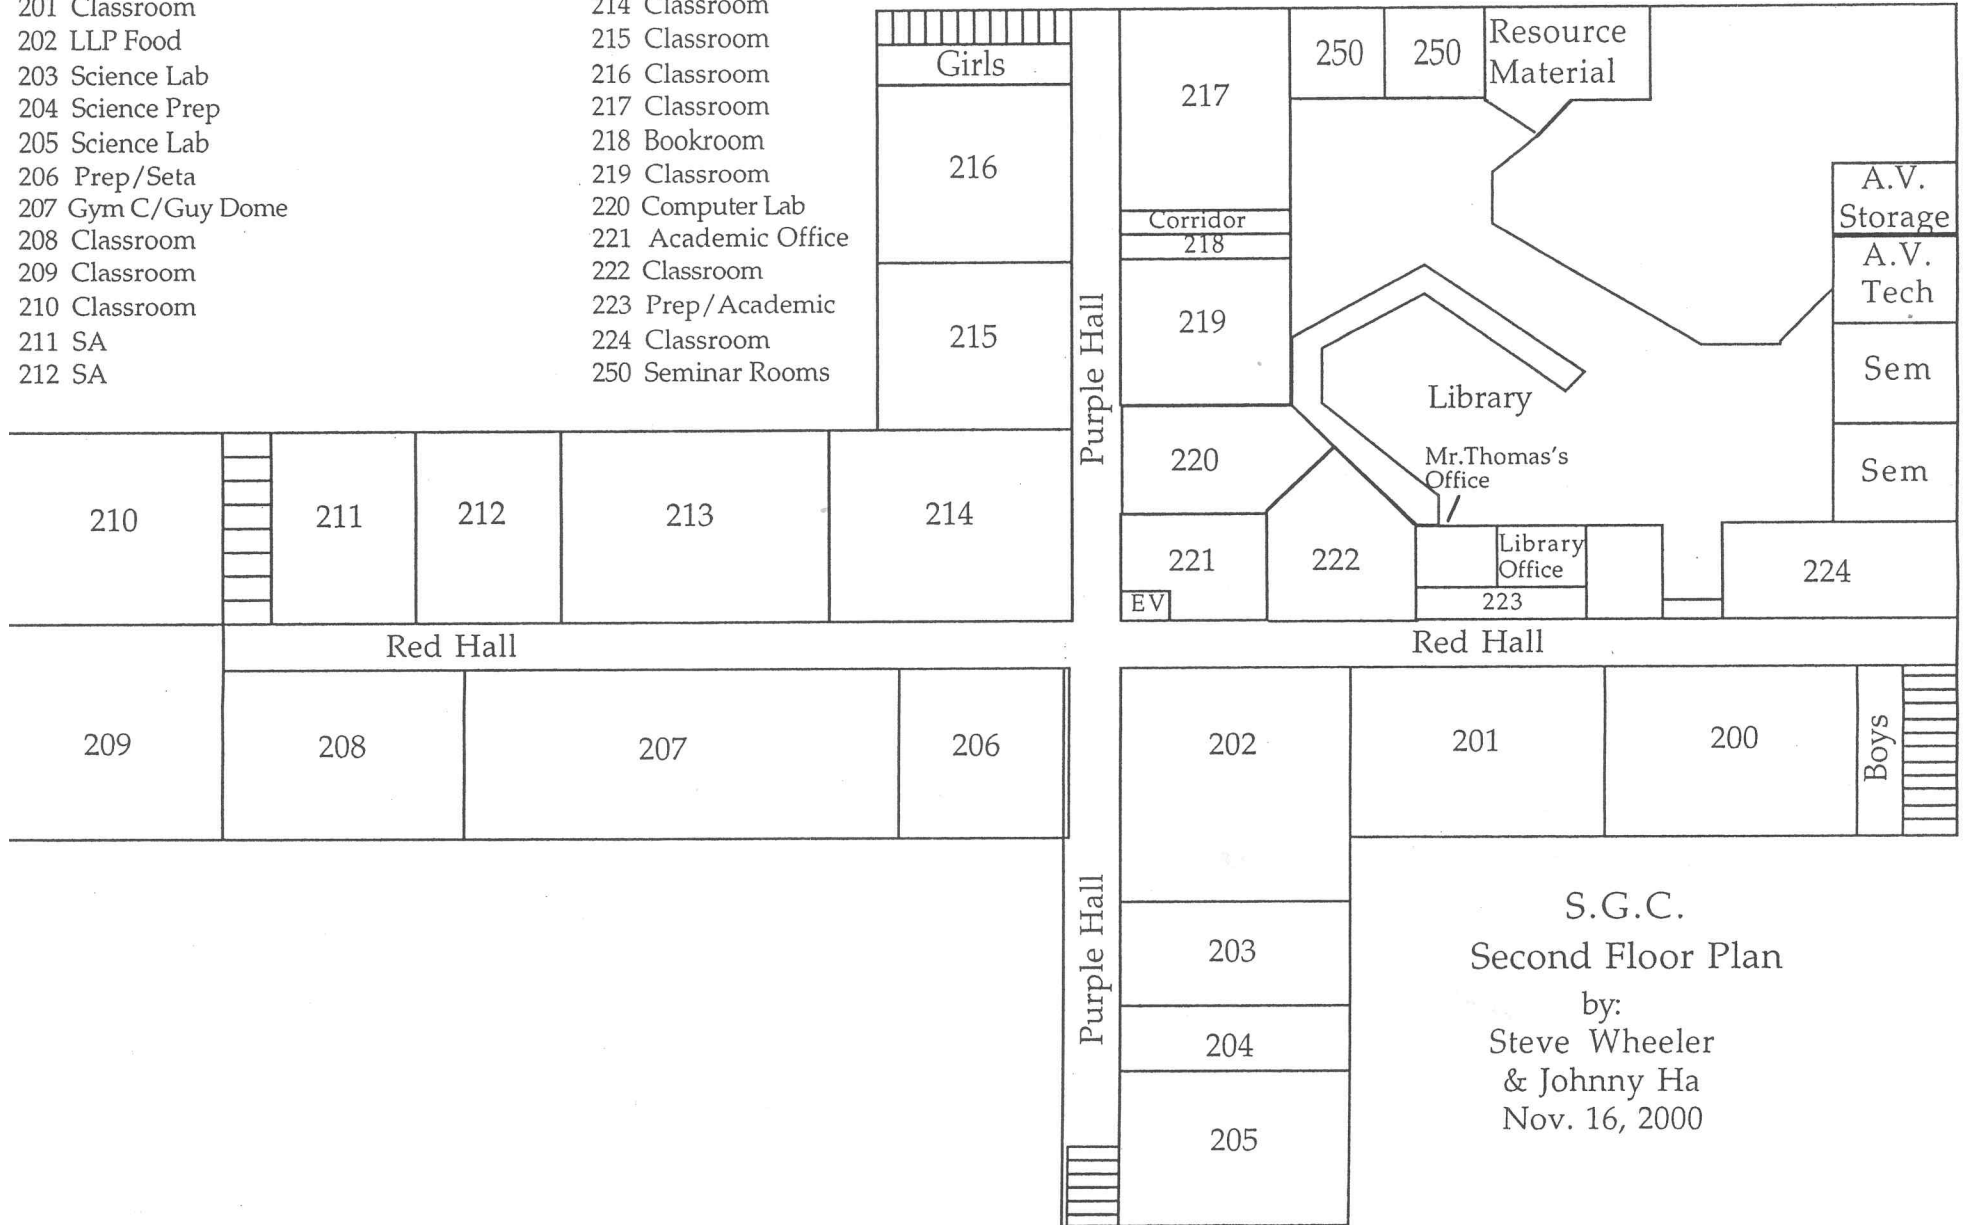 201 Classroom
202 LLP Food
203 Science Lab
204 Science Prep
205 Science Lab
206 Prep/Seta
207 Gym C/Guy Dome
208 Classroom
209 Classroom
210 Classroom
211 SA
212 SA
214 Classroom
215 Classroom
216 Classroom
217 Classroom
218 Bookroom
219 Classroom
220 Computer Lab
221 Academic Office
222 Classroom
223 Prep/Academic
224 Classroom
250 Seminar Rooms
Girls
216
215
Purple Hall
217
Corridor
218
219
220
221
EV
222
250
250
Resource
Material
A.V.
Storage
A.V.
Tech
Sem
Sem
Library
Mr.Thomas's
Office
Library
Office
223
224
210
211
212
213
214
Red Hall
Red Hall
209
208
207
206
202
201
200
Boys
Purple Hall
203
204
205
S.G.C.
Second Floor Plan
by:
Steve Wheeler
& Johnny Ha
Nov. 16, 2000